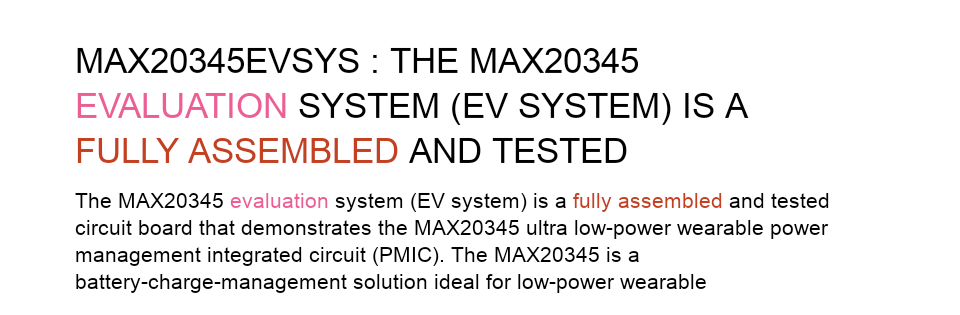 MAX20345EVSYS : THE MAX20345
EVALUATION SYSTEM (EV SYSTEM) IS A
FULLY ASSEMBLED AND TESTED
The MAX20345 evaluation system (EV system) is a fully assembled and tested
circuit board that demonstrates the MAX20345 ultra low-power wearable power
management integrated circuit (PMIC). The MAX20345 is a
battery-charge-management solution ideal for low-power wearable